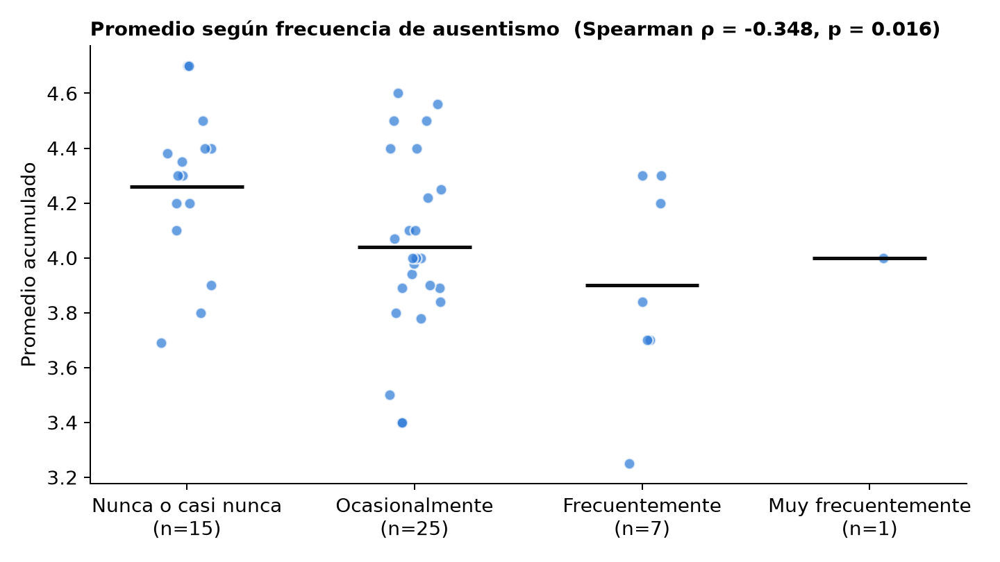 Promedio según frecuencia de ausentismo (Spearman ρ = -0.348, p = 0.016)
Promedio acumulado
4.6
4.4
4.2
4.0
3.8
3.6
3.4
3.2
Nunca o casi nunca
(n=15)
Ocasionalmente
(n=25)
Frecuentemente
(n=7)
Muy frecuentemente
(n=1)